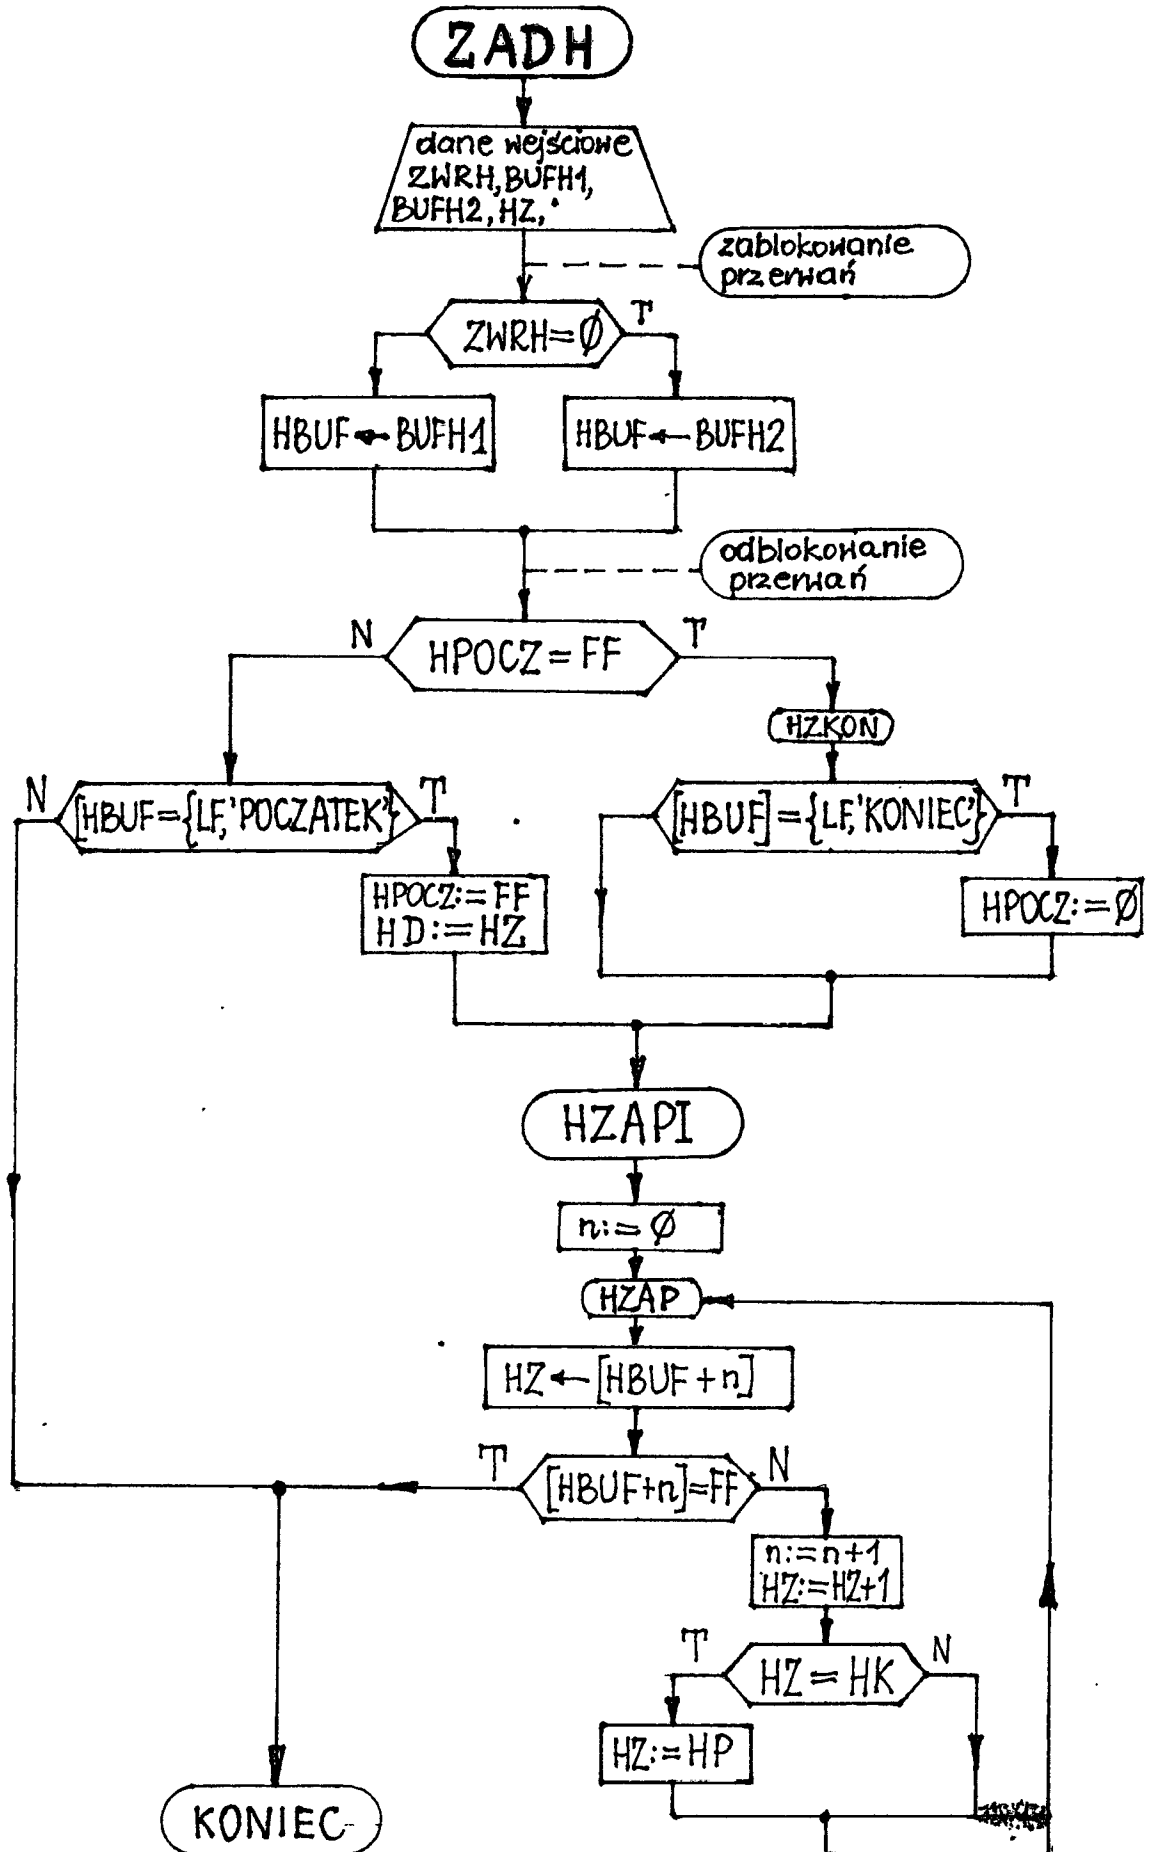 ZADH
dane wejściowe
ZWRH, BUFH1,
BUFH2, HZ,
zablokowanie
przerwań
ZWRH=Ø
T
HBUF ← BUFH1
HBUF ← BUFH2
odblokowanie
przerwań
N
HPOCZ = FF
T
HZKOŃ
N
[HBUF={LF,'POCZATEK'}
T
[HBUF]={LF,'KONIEC'}
T
HPOCZ:=FF
HD:=HZ
HPOCZ:=Ø
HZAPI
n:=Ø
HZAP
HZ ← [HBUF+n]
T
[HBUF+n]=FF
N
n:=n+1
HZ:=HZ+1
T
HZ = HK
N
HZ:=HP
KONIEC